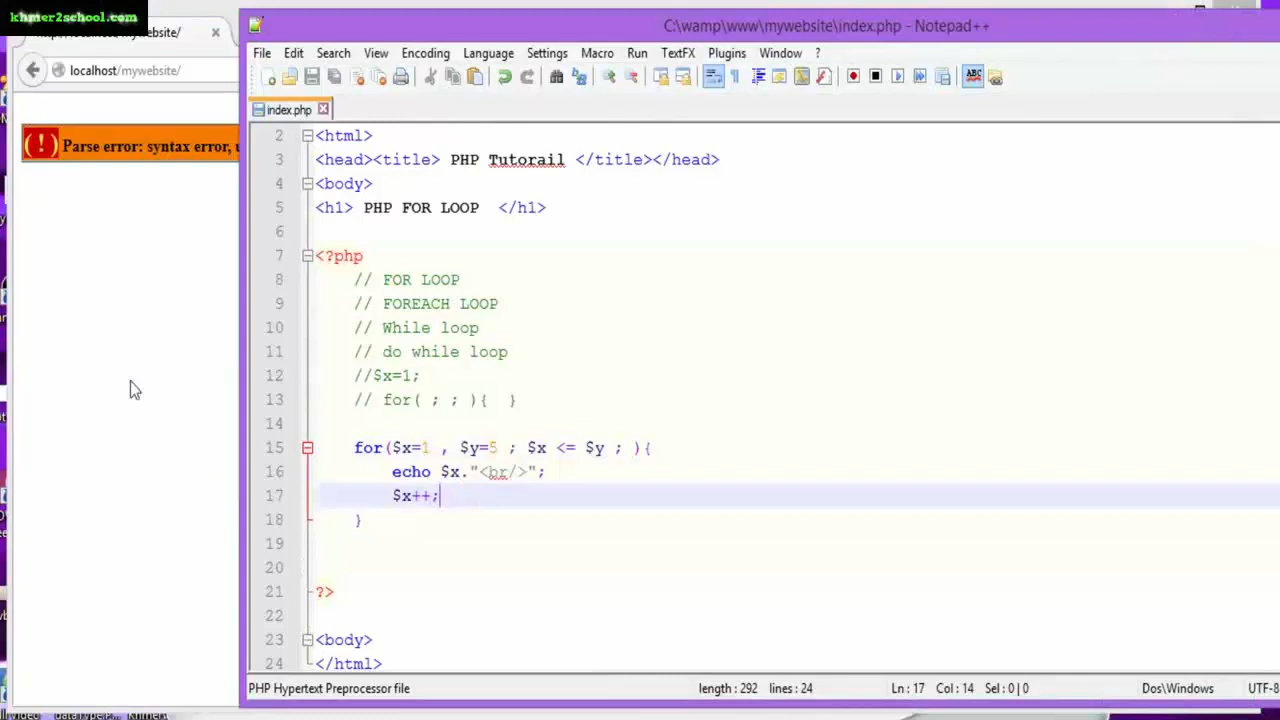 khmer2school.com
http://localhost/mywebsite/
localhost/mywebsite/
(!) Parse error: syntax error, u
C:\wamp\www\mywebsite\index.php - Notepad++
File Edit Search View Encoding Language Settings Macro Run TextFX Plugins Window ?
ABC
index.php
2 <html>
3 <head><title> PHP Tutorail </title></head>
4 <body>
5 <h1> PHP FOR LOOP </h1>
6
7 <?php
8 // FOR LOOP
9 // FOREACH LOOP
10 // While loop
11 // do while loop
12 //$x=1;
13 // for( ; ; ){ }
14
15 for($x=1 , $y=5 ; $x <= $y ; ){
16 echo $x."<br/>";
17 $x++;
18 }
19
20
21 ?>
22
23 <body>
24 </html>
PHP Hypertext Preprocessor file length : 292 lines : 24 Ln : 17 Col : 14 Sel : 0 | 0 Dos\Windows UTF-8